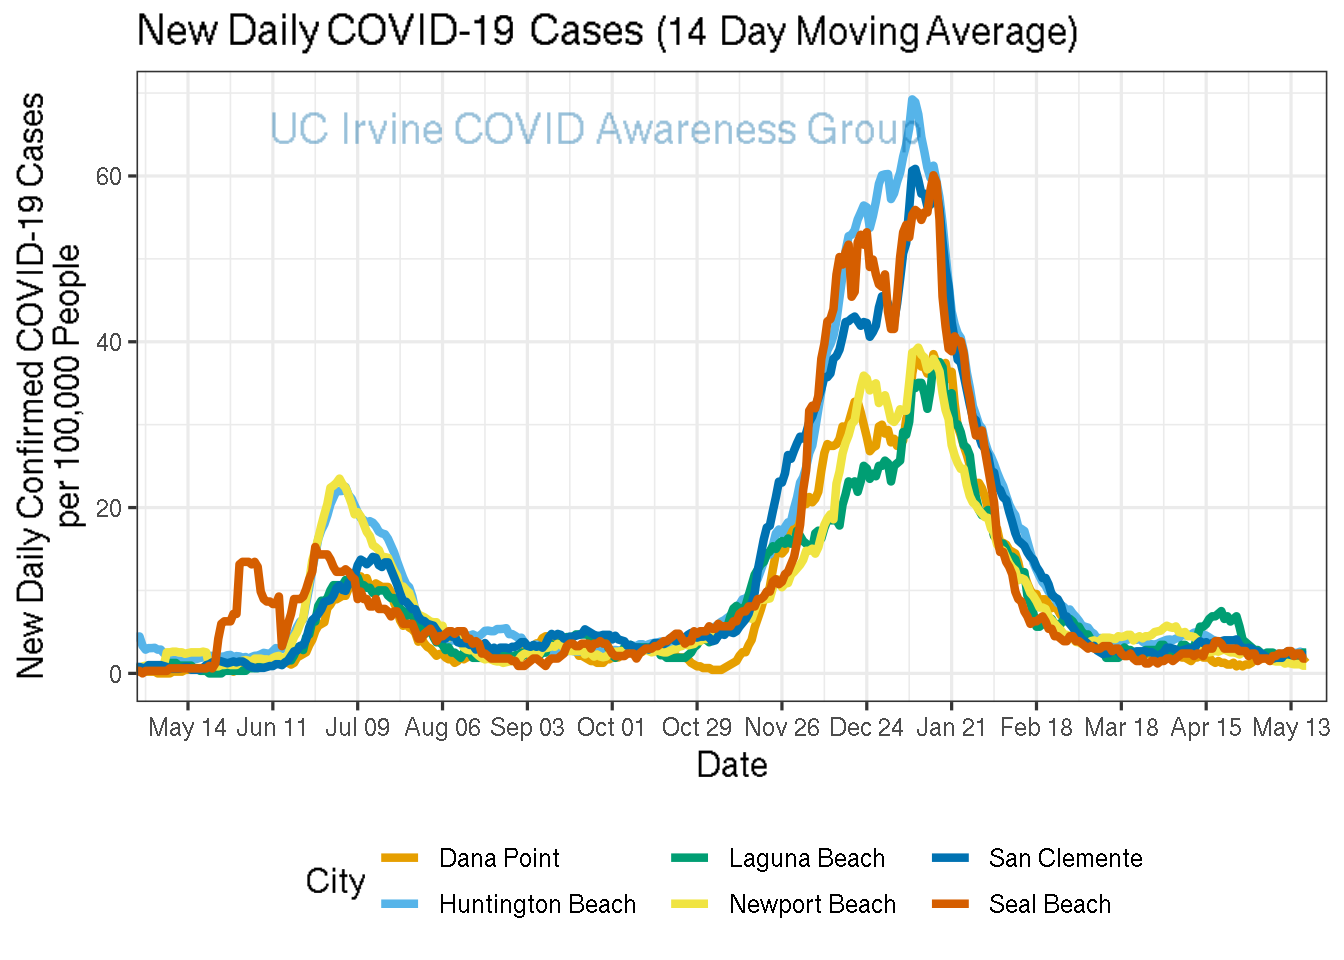 New Daily COVID-19 Cases (14 Day Moving Average)
UC Irvine COVID Awareness Group
New Daily Confirmed COVID-19 Cases
per 100,000 People
60
40
20
0
May 14 Jun 11 Jul 09 Aug 06 Sep 03 Oct 01 Oct 29 Nov 26 Dec 24 Jan 21 Feb 18 Mar 18 Apr 15 May 13
Date
City
Dana Point Laguna Beach San Clemente
Huntington Beach Newport Beach Seal Beach